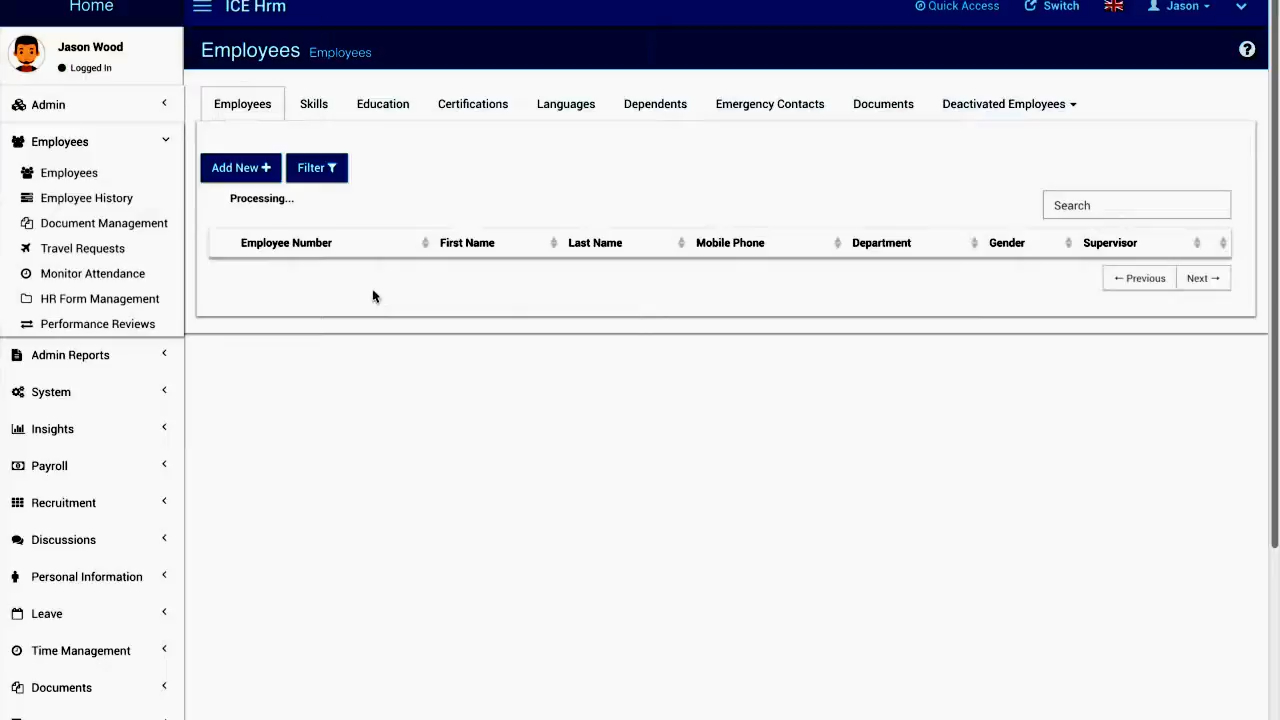 Home
ICE Hrm
Quick Access
Switch
Jason
Jason Wood
Logged In
Employees Employees
Admin
Employees
Employees
Employee History
Document Management
Travel Requests
Monitor Attendance
HR Form Management
Performance Reviews
Admin Reports
System
Insights
Payroll
Recruitment
Discussions
Personal Information
Leave
Time Management
Documents
Employees Skills Education Certifications Languages Dependents Emergency Contacts Documents Deactivated Employees
Add New
Filter
Processing...
Search
Employee Number First Name Last Name Mobile Phone Department Gender Supervisor
← Previous Next →